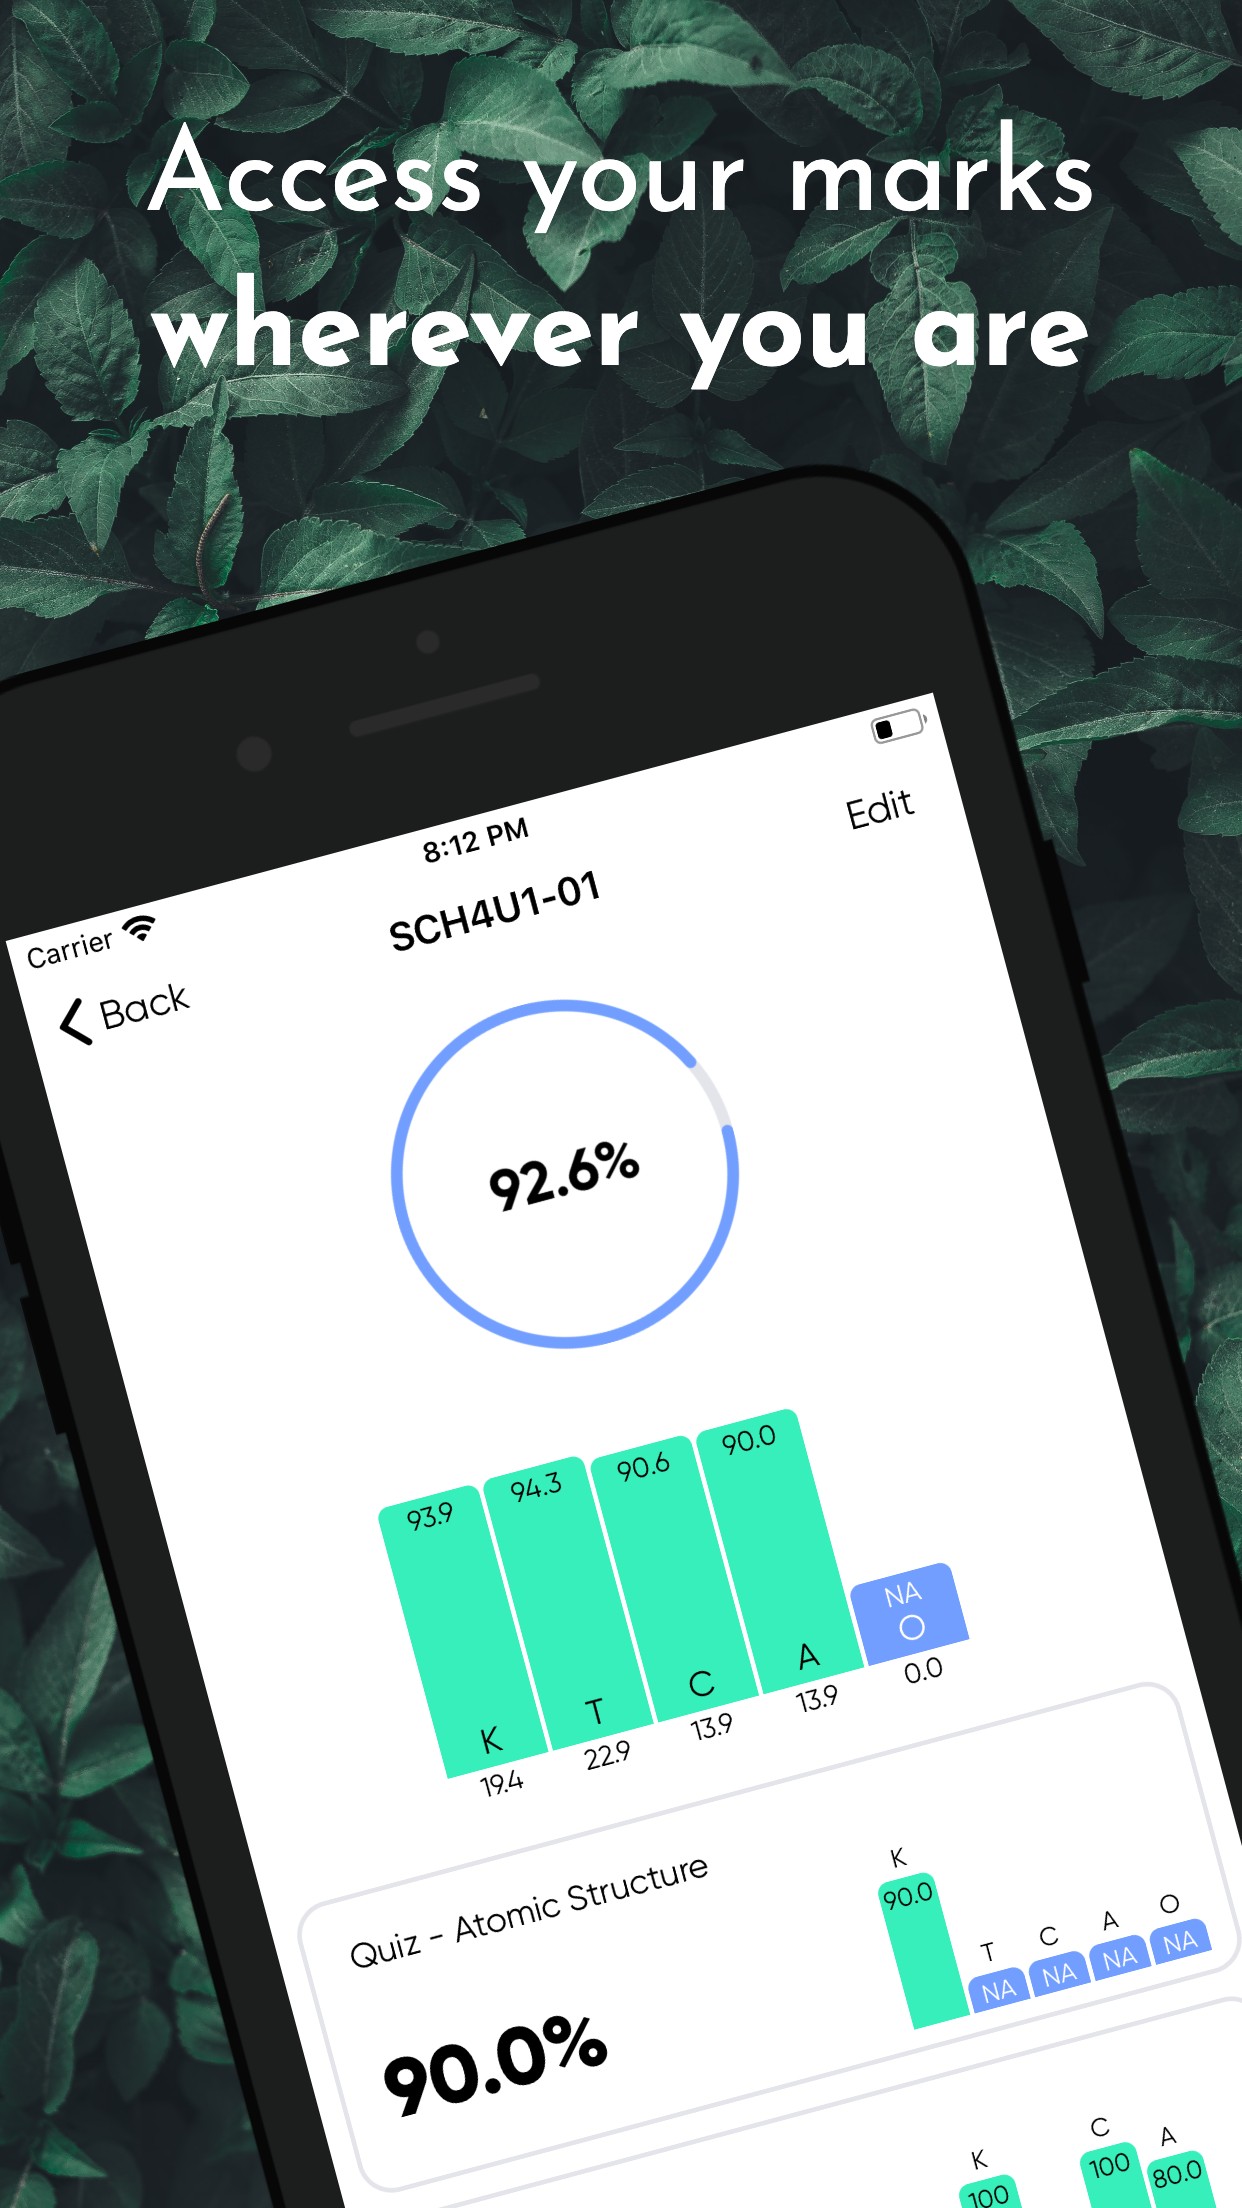 Access your marks
wherever you are
Carrier
8:12 PM
Back
SCH4U1-01
Edit
92.6%
93.9 94.3 90.6 90.0 NA
K T C A O
19.4 22.9 13.9 13.9 0.0
Quiz - Atomic Structure
90.0%
K T C A O
90.0 NA NA NA NA
K C A
100 100 80.0